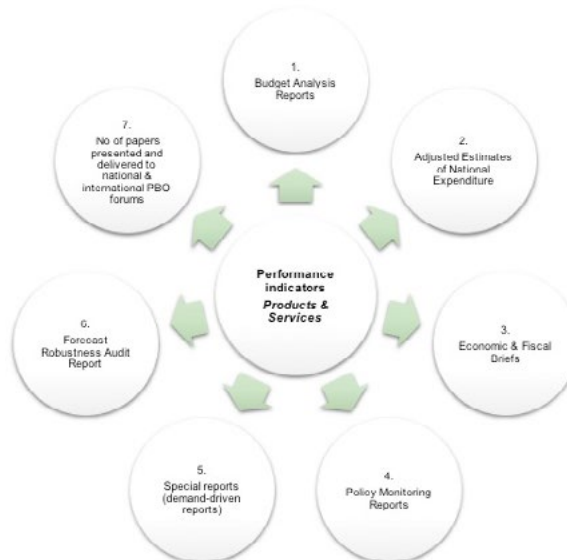 1.
Budget Analysis
Reports
2.
Adjusted Estimates
of National
Expenditure
3.
Economic & Fiscal
Briefs
4.
Policy Monitoring
Reports
5.
Special reports
(demand-driven
reports)
6.
Forecast
Robustness Audit
Report
7.
No of papers
presented and
delivered to
national &
international PBO
forums
Performance
indicators
Products &
Services